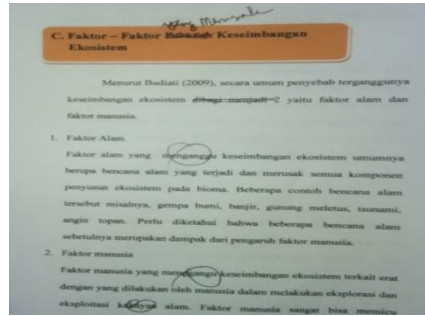 yang Merusak
C. Faktor – Faktor Keseimbangan
Ekosistem
Menurut Budiati (2009), secara umum penyebab terganggunya
keseimbangan ekosistem dibagi menjadi 2 yaitu faktor alam dan
faktor manusia.
1. Faktor Alam
Faktor alam yang menganggu keseimbangan ekosistem umumnya
berupa bencana alam yang terjadi dan merusak semua komponen
penyusun ekosistem pada bioma. Beberapa contoh bencana alam
tersebut misalnya, gempa bumi, banjir, gunung meletus, tsunami,
angin topan. Perlu diketahui bahwa beberapa bencana alam
sebetulnya merupakan dampak dari pengaruh faktor manusia.
2. Faktor manusia
Faktor manusia yang menggangu keseimbangan ekosistem terkait erat
dengan yang dilakukan oleh manusia dalam melakukan eksplorasi dan
eksploitasi alam. Faktor manusia sangat bisa memicu